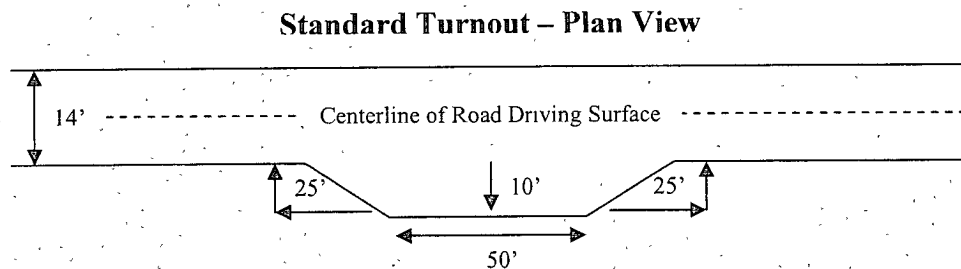 Standard Turnout – Plan View
14'
Centerline of Road Driving Surface
25'
10'
25'
50'